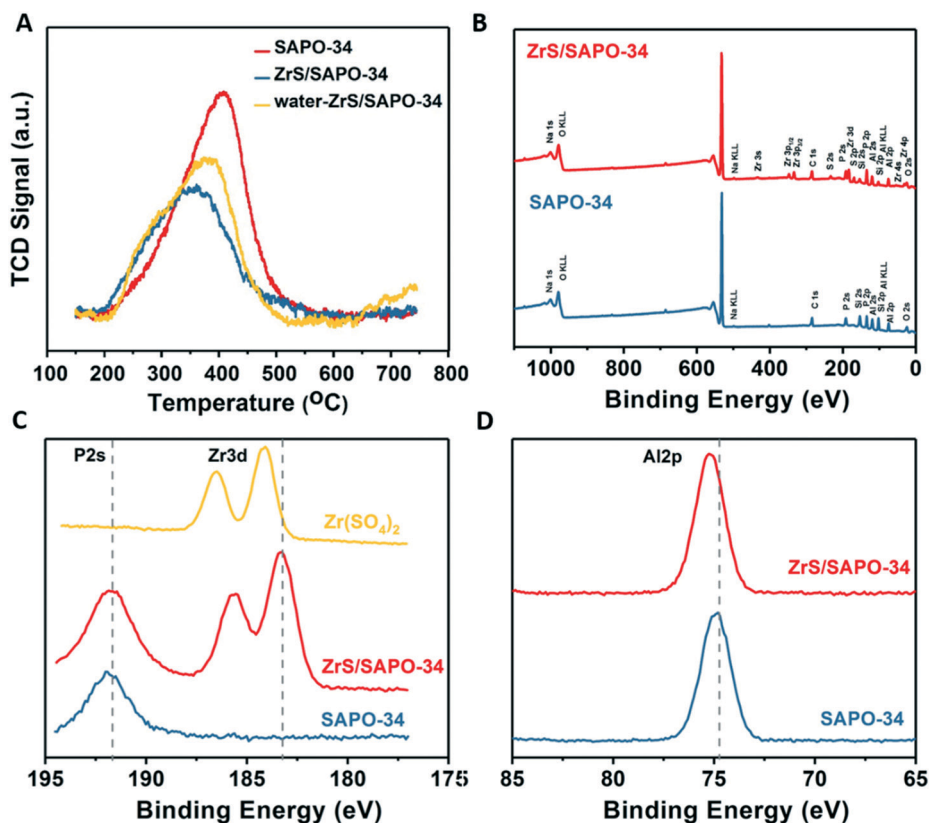 A
SAPO-34
ZrS/SAPO-34
water-ZrS/SAPO-34
TCD Signal (a.u.)
100 200 300 400 500 600 700 800
Temperature (ᴼC)
B
ZrS/SAPO-34
Na 1s
O KLL
Na KLL
Zr 3s
Zr 3p1/2
Zr 3p3/2
C 1s
S 2s
P 2s
Zr 3d
S 2p
Si 2s
P 2p
Al 2s
Si 2p
Al KLL
Al 2p
Zr 4s
Zr 4p
O 2s
SAPO-34
Na 1s
O KLL
Na KLL
C 1s
P 2s
Si 2s
P 2p
Al 2s
Si 2p
Al KLL
Al 2p
O 2s
1000 800 600 400 200 0
Binding Energy (eV)
C
P2s
Zr3d
Zr(SO4)2
ZrS/SAPO-34
SAPO-34
195 190 185 180 175
Binding Energy (eV)
D
Al2p
ZrS/SAPO-34
SAPO-34
85 80 75 70 65
Binding Energy (eV)